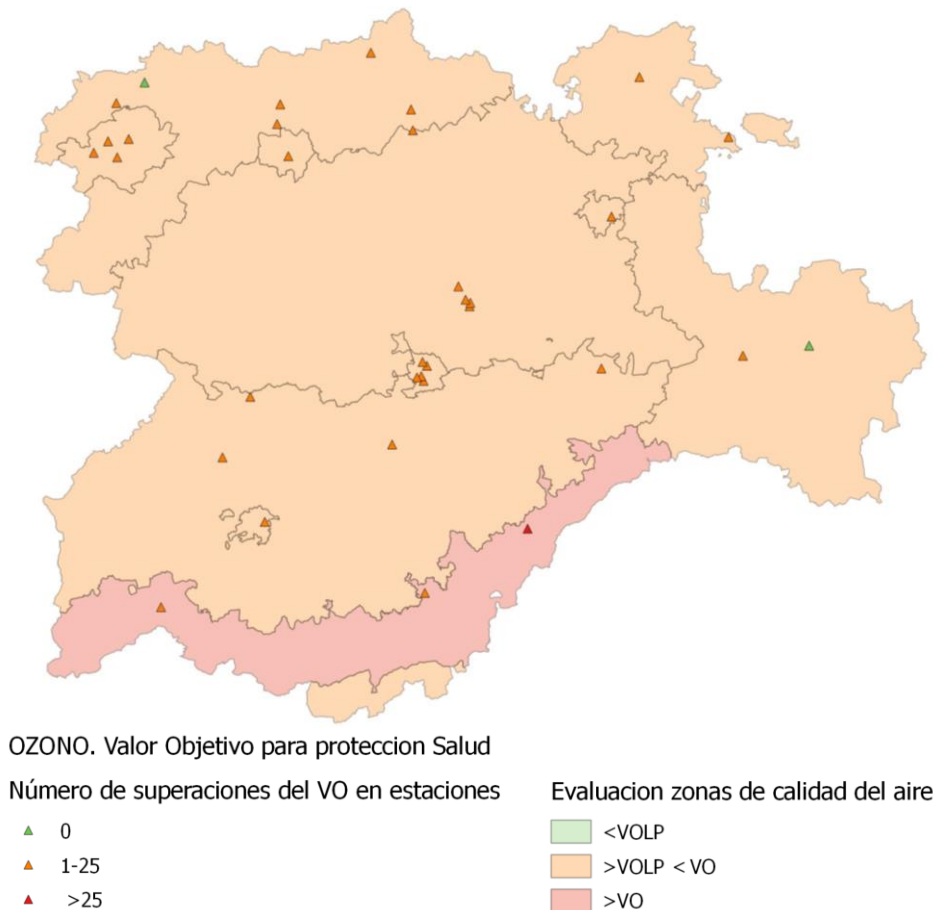 OZONO. Valor Objetivo para proteccion Salud
Número de superaciones del VO en estaciones
0
1-25
>25
Evaluacion zonas de calidad del aire
<VOLP
>VOLP < VO
>VO